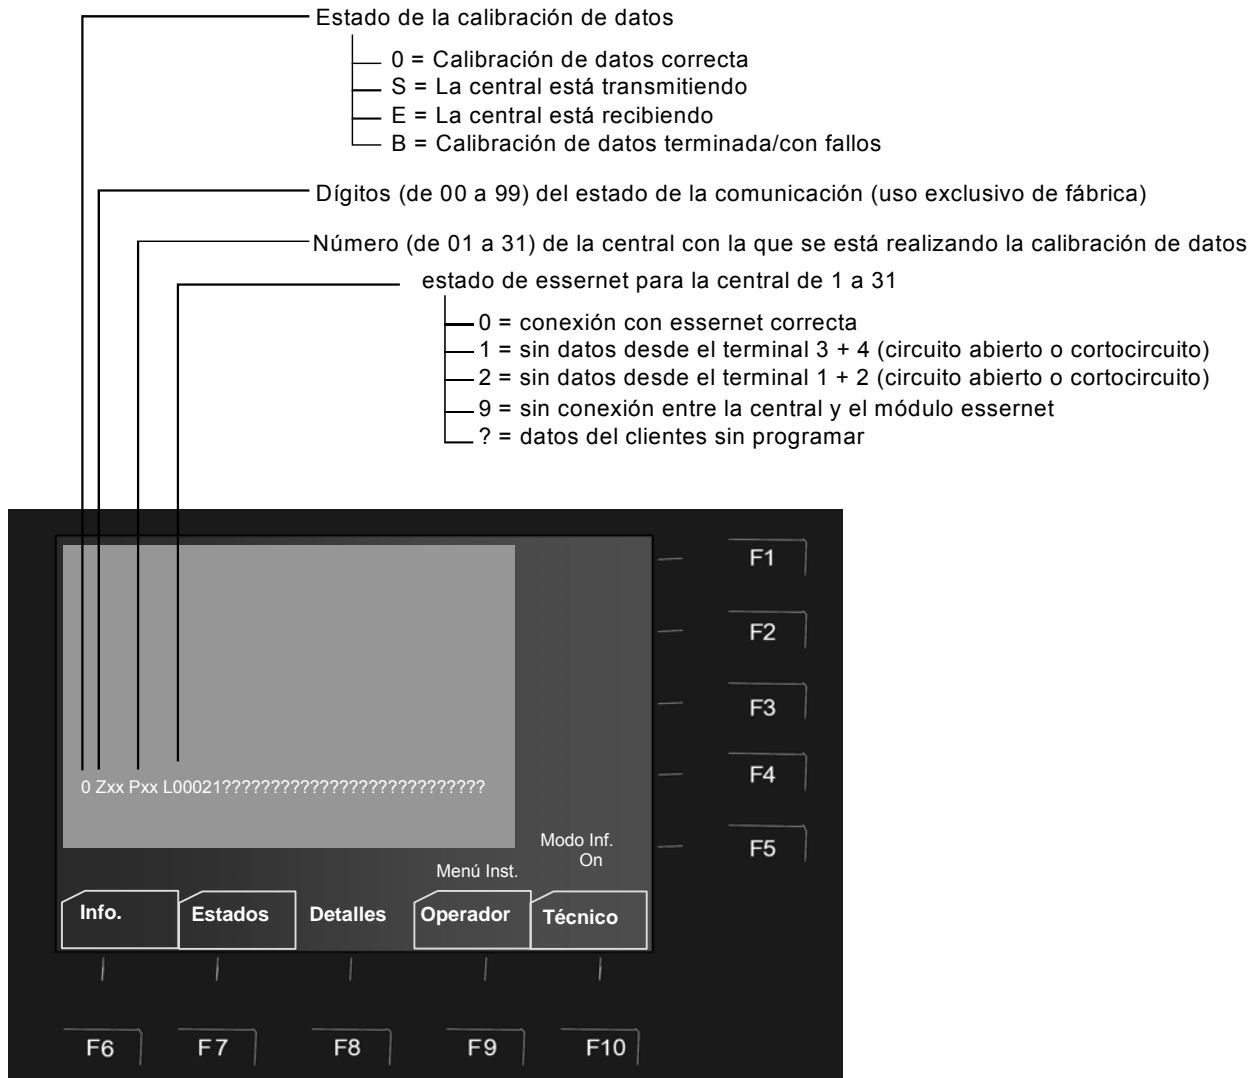 Estado de la calibración de datos
0 = Calibración de datos correcta
S = La central está transmitiendo
E = La central está recibiendo
B = Calibración de datos terminada/con fallos
Dígitos (de 00 a 99) del estado de la comunicación (uso exclusivo de fábrica)
Número (de 01 a 31) de la central con la que se está realizando la calibración de datos
estado de essernet para la central de 1 a 31
0 = conexión con essernet correcta
1 = sin datos desde el terminal 3 + 4 (circuito abierto o cortocircuito)
2 = sin datos desde el terminal 1 + 2 (circuito abierto o cortocircuito)
9 = sin conexión entre la central y el módulo essernet
? = datos del clientes sin programar
F1
F2
F3
F4
0 Zxx Pxx L00021???????????????????????????
F5
Modo Inf.
On
Menú Inst.
Info.
Estados
Detalles
Operador
Técnico
F6
F7
F8
F9
F10